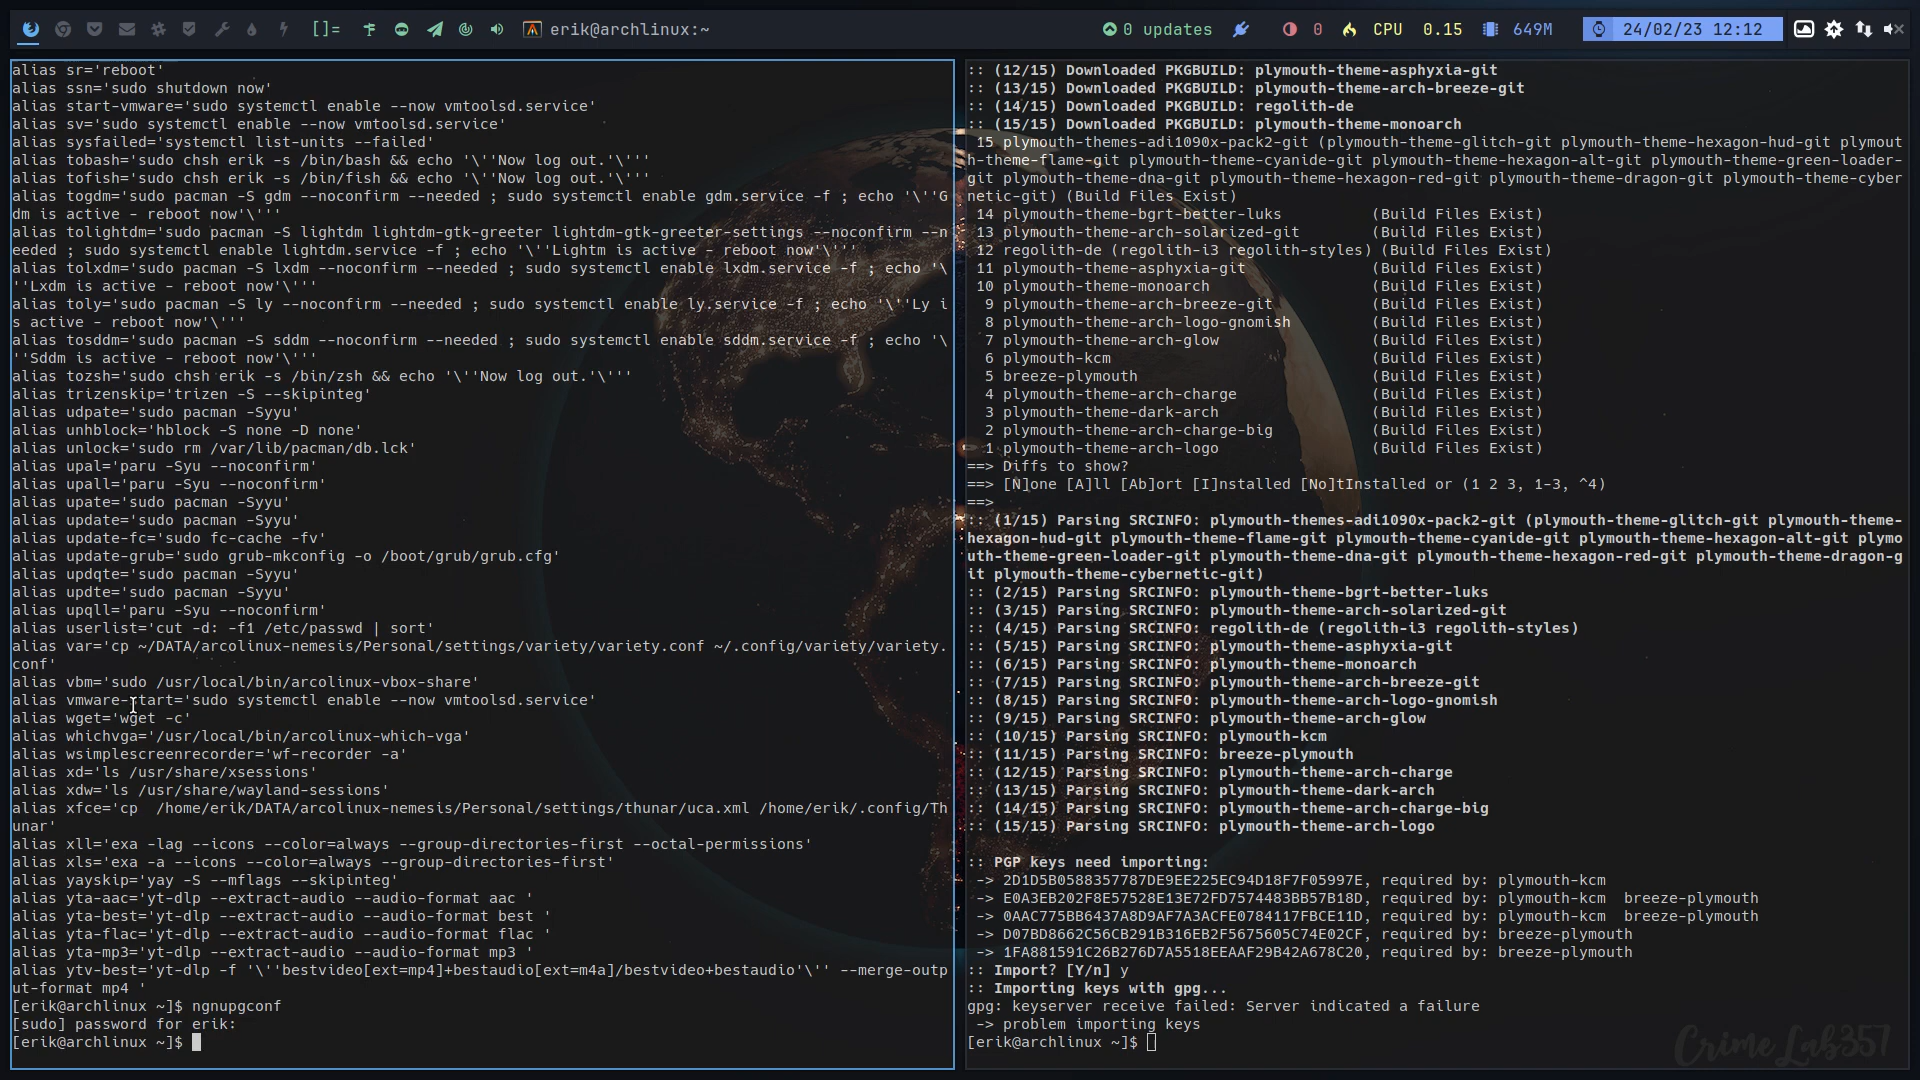 []= erik@archlinux:~ 0 updates 0 CPU 0.15 649M 24/02/23 12:12
alias sr='reboot'
alias ssn='sudo shutdown now'
alias start-vmware='sudo systemctl enable --now vmtoolsd.service'
alias sv='sudo systemctl enable --now vmtoolsd.service'
alias sysfailed='systemctl list-units --failed'
alias tobash='sudo chsh erik -s /bin/bash && echo '\''Now log out.'\'''
alias tofish='sudo chsh erik -s /bin/fish && echo '\''Now log out.'\'''
alias togdm='sudo pacman -S gdm --noconfirm --needed ; sudo systemctl enable gdm.service -f ; echo '\''G
dm is active - reboot now'\'''
alias tolightdm='sudo pacman -S lightdm lightdm-gtk-greeter lightdm-gtk-greeter-settings --noconfirm --n
eeded ; sudo systemctl enable lightdm.service -f ; echo '\''Lightm is active - reboot now'\'''
alias tolxdm='sudo pacman -S lxdm --noconfirm --needed ; sudo systemctl enable lxdm.service -f ; echo '\
''Lxdm is active - reboot now'\'''
alias toly='sudo pacman -S ly --noconfirm --needed ; sudo systemctl enable ly.service -f ; echo '\''Ly i
s active - reboot now'\'''
alias tosddm='sudo pacman -S sddm --noconfirm --needed ; sudo systemctl enable sddm.service -f ; echo '\
''Sddm is active - reboot now'\'''
alias tozsh='sudo chsh erik -s /bin/zsh && echo '\''Now log out.'\'''
alias trizenskip='trizen -S --skipinteg'
alias udpate='sudo pacman -Syyu'
alias unhblock='hblock -S none -D none'
alias unlock='sudo rm /var/lib/pacman/db.lck'
alias upal='paru -Syu --noconfirm'
alias upall='paru -Syu --noconfirm'
alias upate='sudo pacman -Syyu'
alias update='sudo pacman -Syyu'
alias update-fc='sudo fc-cache -fv'
alias update-grub='sudo grub-mkconfig -o /boot/grub/grub.cfg'
alias updqte='sudo pacman -Syyu'
alias updte='sudo pacman -Syyu'
alias upqll='paru -Syu --noconfirm'
alias userlist='cut -d: -f1 /etc/passwd | sort'
alias var='cp ~/DATA/arcolinux-nemesis/Personal/settings/variety/variety.conf ~/.config/variety/variety.
conf'
alias vbm='sudo /usr/local/bin/arcolinux-vbox-share'
alias vmware-start='sudo systemctl enable --now vmtoolsd.service'
alias wget='wget -c'
alias whichvga='/usr/local/bin/arcolinux-which-vga'
alias wsimplescreenrecorder='wf-recorder -a'
alias xd='ls /usr/share/xsessions'
alias xdw='ls /usr/share/wayland-sessions'
alias xfce='cp  /home/erik/DATA/arcolinux-nemesis/Personal/settings/thunar/uca.xml /home/erik/.config/Th
unar'
alias xll='exa -lag --icons --color=always --group-directories-first --octal-permissions'
alias xls='exa -a --icons --color=always --group-directories-first'
alias yayskip='yay -S --mflags --skipinteg'
alias yta-aac='yt-dlp --extract-audio --audio-format aac '
alias yta-best='yt-dlp --extract-audio --audio-format best '
alias yta-flac='yt-dlp --extract-audio --audio-format flac '
alias yta-mp3='yt-dlp --extract-audio --audio-format mp3 '
alias ytv-best='yt-dlp -f '\''bestvideo[ext=mp4]+bestaudio[ext=m4a]/bestvideo+bestaudio'\'' --merge-outp
ut-format mp4 '
[erik@archlinux ~]$ ngnupgconf
[sudo] password for erik:
[erik@archlinux ~]$
:: (12/15) Downloaded PKGBUILD: plymouth-theme-asphyxia-git
:: (13/15) Downloaded PKGBUILD: plymouth-theme-arch-breeze-git
:: (14/15) Downloaded PKGBUILD: regolith-de
:: (15/15) Downloaded PKGBUILD: plymouth-theme-monoarch
15 plymouth-themes-adi1090x-pack2-git (plymouth-theme-glitch-git plymouth-theme-hexagon-hud-git plymout
h-theme-flame-git plymouth-theme-cyanide-git plymouth-theme-hexagon-alt-git plymouth-theme-green-loader-
git plymouth-theme-dna-git plymouth-theme-hexagon-red-git plymouth-theme-dragon-git plymouth-theme-cyber
netic-git) (Build Files Exist)
14 plymouth-theme-bgrt-better-luks (Build Files Exist)
13 plymouth-theme-arch-solarized-git (Build Files Exist)
12 regolith-de (regolith-i3 regolith-styles) (Build Files Exist)
11 plymouth-theme-asphyxia-git (Build Files Exist)
10 plymouth-theme-monoarch (Build Files Exist)
9 plymouth-theme-arch-breeze-git (Build Files Exist)
8 plymouth-theme-arch-logo-gnomish (Build Files Exist)
7 plymouth-theme-arch-glow (Build Files Exist)
6 plymouth-kcm (Build Files Exist)
5 breeze-plymouth (Build Files Exist)
4 plymouth-theme-arch-charge (Build Files Exist)
3 plymouth-theme-dark-arch (Build Files Exist)
2 plymouth-theme-arch-charge-big (Build Files Exist)
1 plymouth-theme-arch-logo (Build Files Exist)
==> Diffs to show?
==> [N]one [A]ll [Ab]ort [I]nstalled [No]tInstalled or (1 2 3, 1-3, ^4)
==>
:: (1/15) Parsing SRCINFO: plymouth-themes-adi1090x-pack2-git (plymouth-theme-glitch-git plymouth-theme-
hexagon-hud-git plymouth-theme-flame-git plymouth-theme-cyanide-git plymouth-theme-hexagon-alt-git plymo
uth-theme-green-loader-git plymouth-theme-dna-git plymouth-theme-hexagon-red-git plymouth-theme-dragon-g
it plymouth-theme-cybernetic-git)
:: (2/15) Parsing SRCINFO: plymouth-theme-bgrt-better-luks
:: (3/15) Parsing SRCINFO: plymouth-theme-arch-solarized-git
:: (4/15) Parsing SRCINFO: regolith-de (regolith-i3 regolith-styles)
:: (5/15) Parsing SRCINFO: plymouth-theme-asphyxia-git
:: (6/15) Parsing SRCINFO: plymouth-theme-monoarch
:: (7/15) Parsing SRCINFO: plymouth-theme-arch-breeze-git
:: (8/15) Parsing SRCINFO: plymouth-theme-arch-logo-gnomish
:: (9/15) Parsing SRCINFO: plymouth-theme-arch-glow
:: (10/15) Parsing SRCINFO: plymouth-kcm
:: (11/15) Parsing SRCINFO: breeze-plymouth
:: (12/15) Parsing SRCINFO: plymouth-theme-arch-charge
:: (13/15) Parsing SRCINFO: plymouth-theme-dark-arch
:: (14/15) Parsing SRCINFO: plymouth-theme-arch-charge-big
:: (15/15) Parsing SRCINFO: plymouth-theme-arch-logo
:: PGP keys need importing:
-> 2D1D5B0588357787DE9EE225EC94D18F7F05997E, required by: plymouth-kcm
-> E0A3EB202F8E57528E13E72FD7574483BB57B18D, required by: plymouth-kcm  breeze-plymouth
-> 0AAC775BB6437A8D9AF7A3ACFE0784117FBCE11D, required by: plymouth-kcm  breeze-plymouth
-> D07BD8662C56CB291B316EB2F5675605C74E02CF, required by: breeze-plymouth
-> 1FA881591C26B276D7A5518EEAAF29B42A678C20, required by: breeze-plymouth
:: Import? [Y/n] y
:: Importing keys with gpg...
gpg: keyserver receive failed: Server indicated a failure
-> problem importing keys
[erik@archlinux ~]$
Crime Lab357